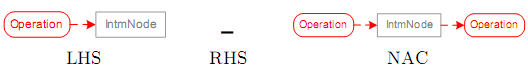 Operation IntmNode – Operation IntmNode Operation
LHS RHS NAC